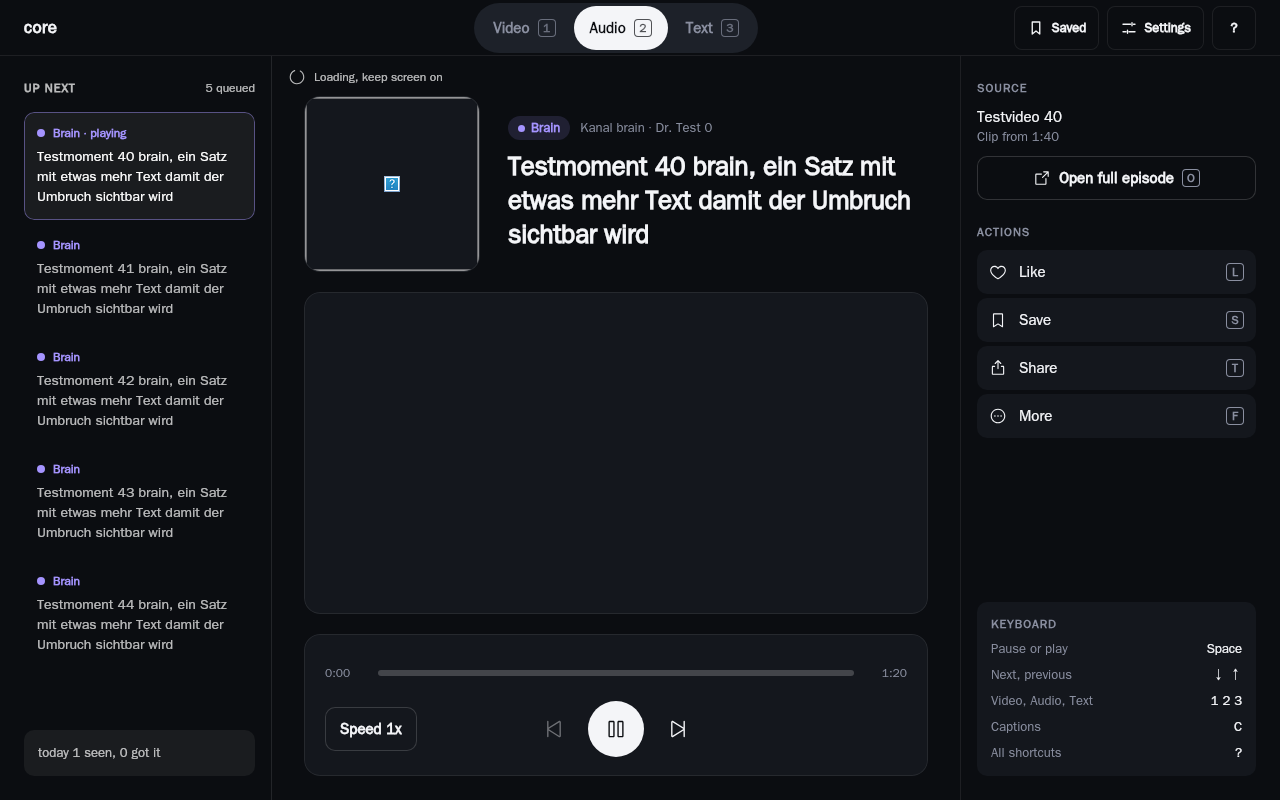 core
Video 1
Audio 2
Text 3
Saved
Settings
?
UP NEXT
5 queued
Brain · playing
Testmoment 40 brain, ein Satz
mit etwas mehr Text damit der
Umbruch sichtbar wird
Brain
Testmoment 41 brain, ein Satz
mit etwas mehr Text damit der
Umbruch sichtbar wird
Brain
Testmoment 42 brain, ein Satz
mit etwas mehr Text damit der
Umbruch sichtbar wird
Brain
Testmoment 43 brain, ein Satz
mit etwas mehr Text damit der
Umbruch sichtbar wird
Brain
Testmoment 44 brain, ein Satz
mit etwas mehr Text damit der
Umbruch sichtbar wird
today 1 seen, 0 got it
Loading, keep screen on
?
Brain
Kanal brain · Dr. Test 0
Testmoment 40 brain, ein Satz mit
etwas mehr Text damit der Umbruch
sichtbar wird
0:00
1:20
Speed 1x
SOURCE
Testvideo 40
Clip from 1:40
Open full episode O
ACTIONS
Like L
Save S
Share T
More F
KEYBOARD
Pause or play Space
Next, previous ↓ ↑
Video, Audio, Text 1 2 3
Captions C
All shortcuts ?